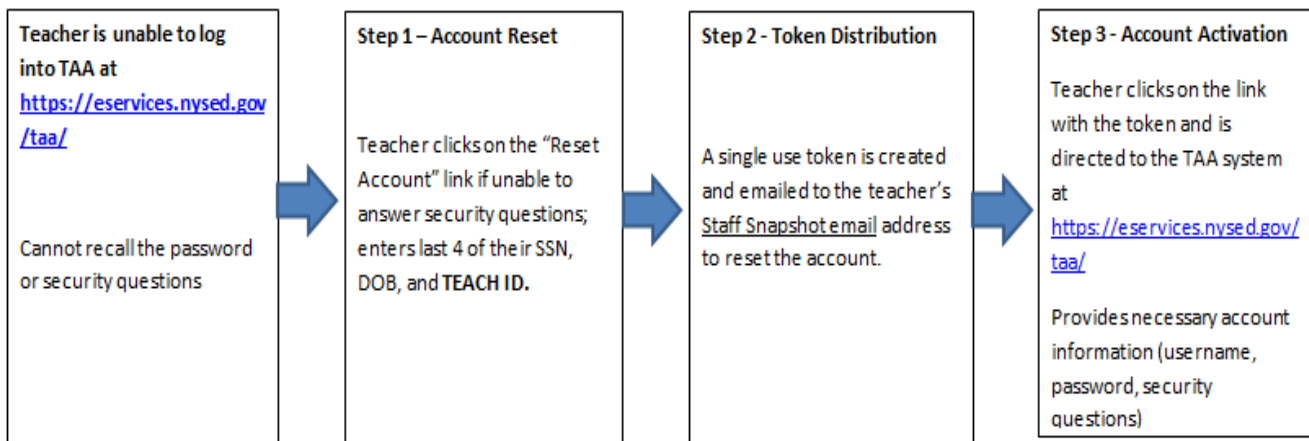 Teacher is unable to log
into TAA at
https://eservices.nysed.gov
/taa/
Cannot recall the password
or security questions
Step 1 – Account Reset
Teacher clicks on the “Reset
Account” link if unable to
answer security questions;
enters last 4 of their SSN,
DOB, and TEACH ID.
Step 2 - Token Distribution
A single use token is created
and emailed to the teacher’s
Staff Snapshot email address
to reset the account.
Step 3 - Account Activation
Teacher clicks on the link
with the token and is
directed to the TAA system
at
https://eservices.nysed.gov/
taa/
Provides necessary account
information (username,
password, security
questions)